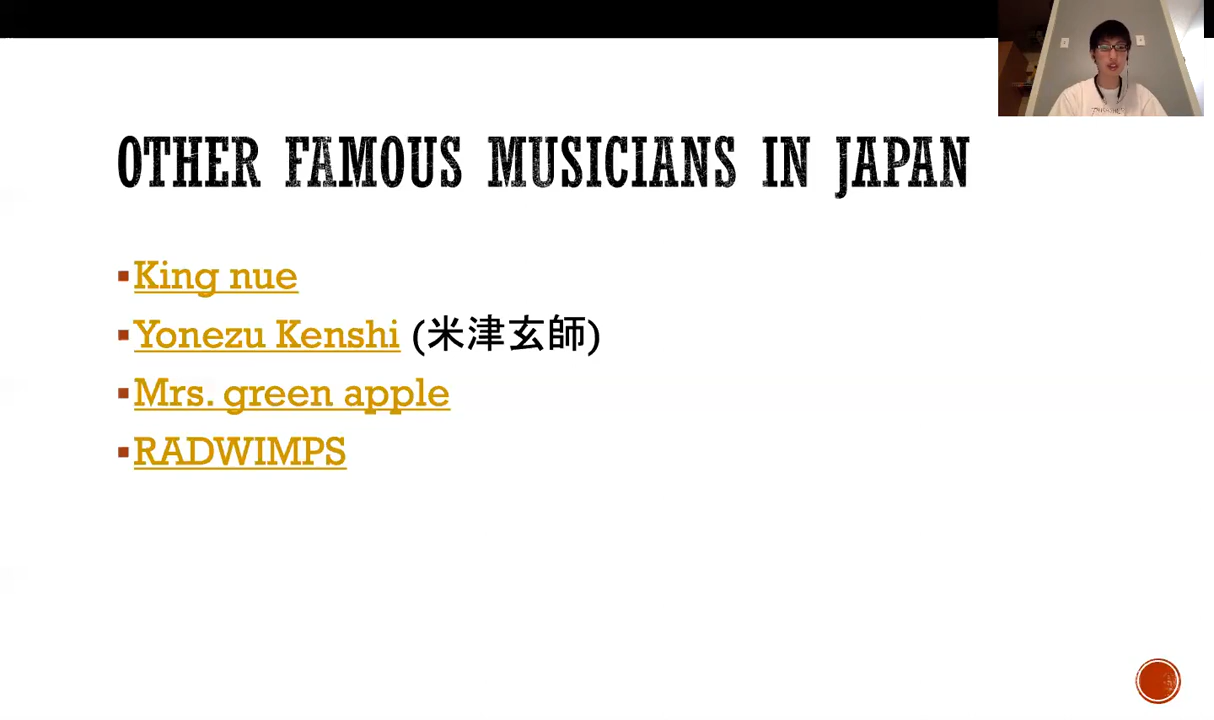 OTHER FAMOUS MUSICIANS IN JAPAN
King nue
Yonezu Kenshi (米津玄師)
Mrs. green apple
RADWIMPS